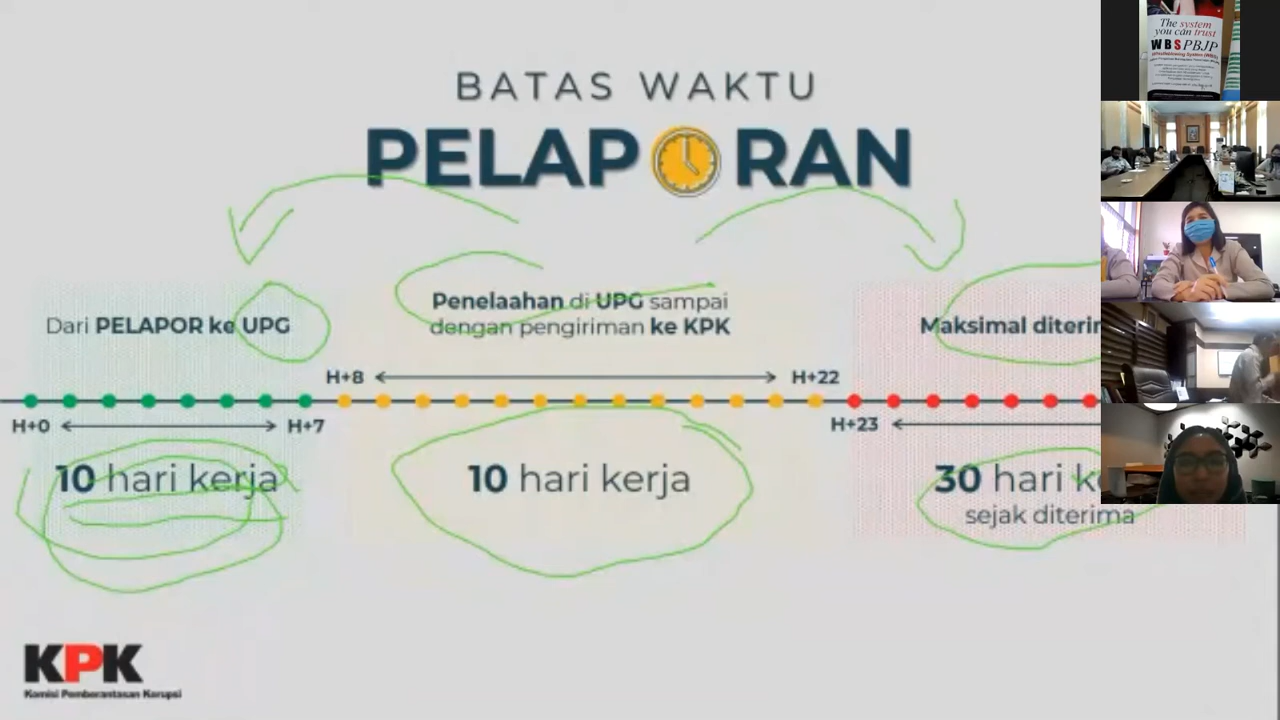 BATAS WAKTU
PELAPORAN
Dari PELAPOR ke UPG
Penelaahan di UPG sampai
dengan pengiriman ke KPK
Maksimal
H+8
H+22
H+0
H+7
H+23
10 hari kerja
10 hari kerja
30 hari
sejak diterima
KPK
Komisi Pemberantasan Korupsi
The system
you can trust
WBSPBJP